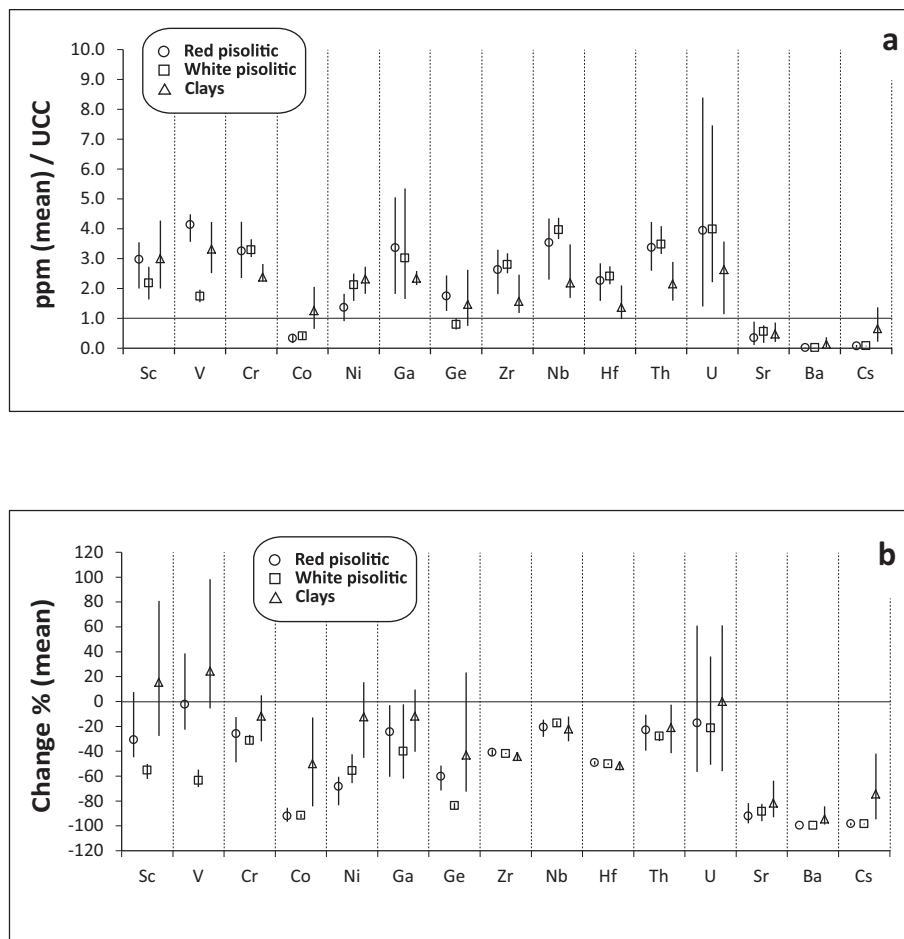 a
Red pisolitic
White pisolitic
Clays
ppm (mean) / UCC
10.0
9.0
8.0
7.0
6.0
5.0
4.0
3.0
2.0
1.0
0.0
Sc V Cr Co Ni Ga Ge Zr Nb Hf Th U Sr Ba Cs
b
Red pisolitic
White pisolitic
Clays
Change % (mean)
120
100
80
60
40
20
0
-20
-40
-60
-80
-100
-120
Sc V Cr Co Ni Ga Ge Zr Nb Hf Th U Sr Ba Cs